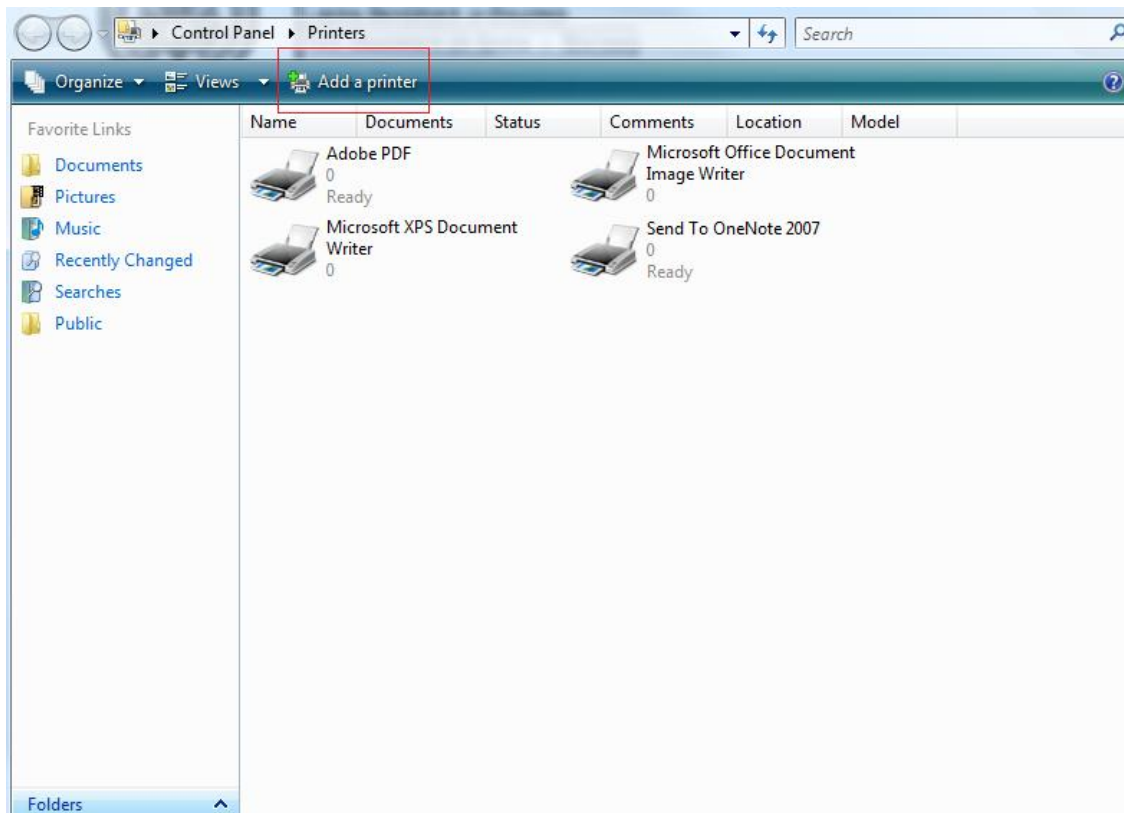 Control Panel Printers Search
Organize Views Add a printer
Favorite Links
Documents
Pictures
Music
Recently Changed
Searches
Public
Folders
Name Documents Status Comments Location Model
Adobe PDF
0
Ready
Microsoft Office Document
Image Writer
0
Microsoft XPS Document
Writer
0
Send To OneNote 2007
0
Ready